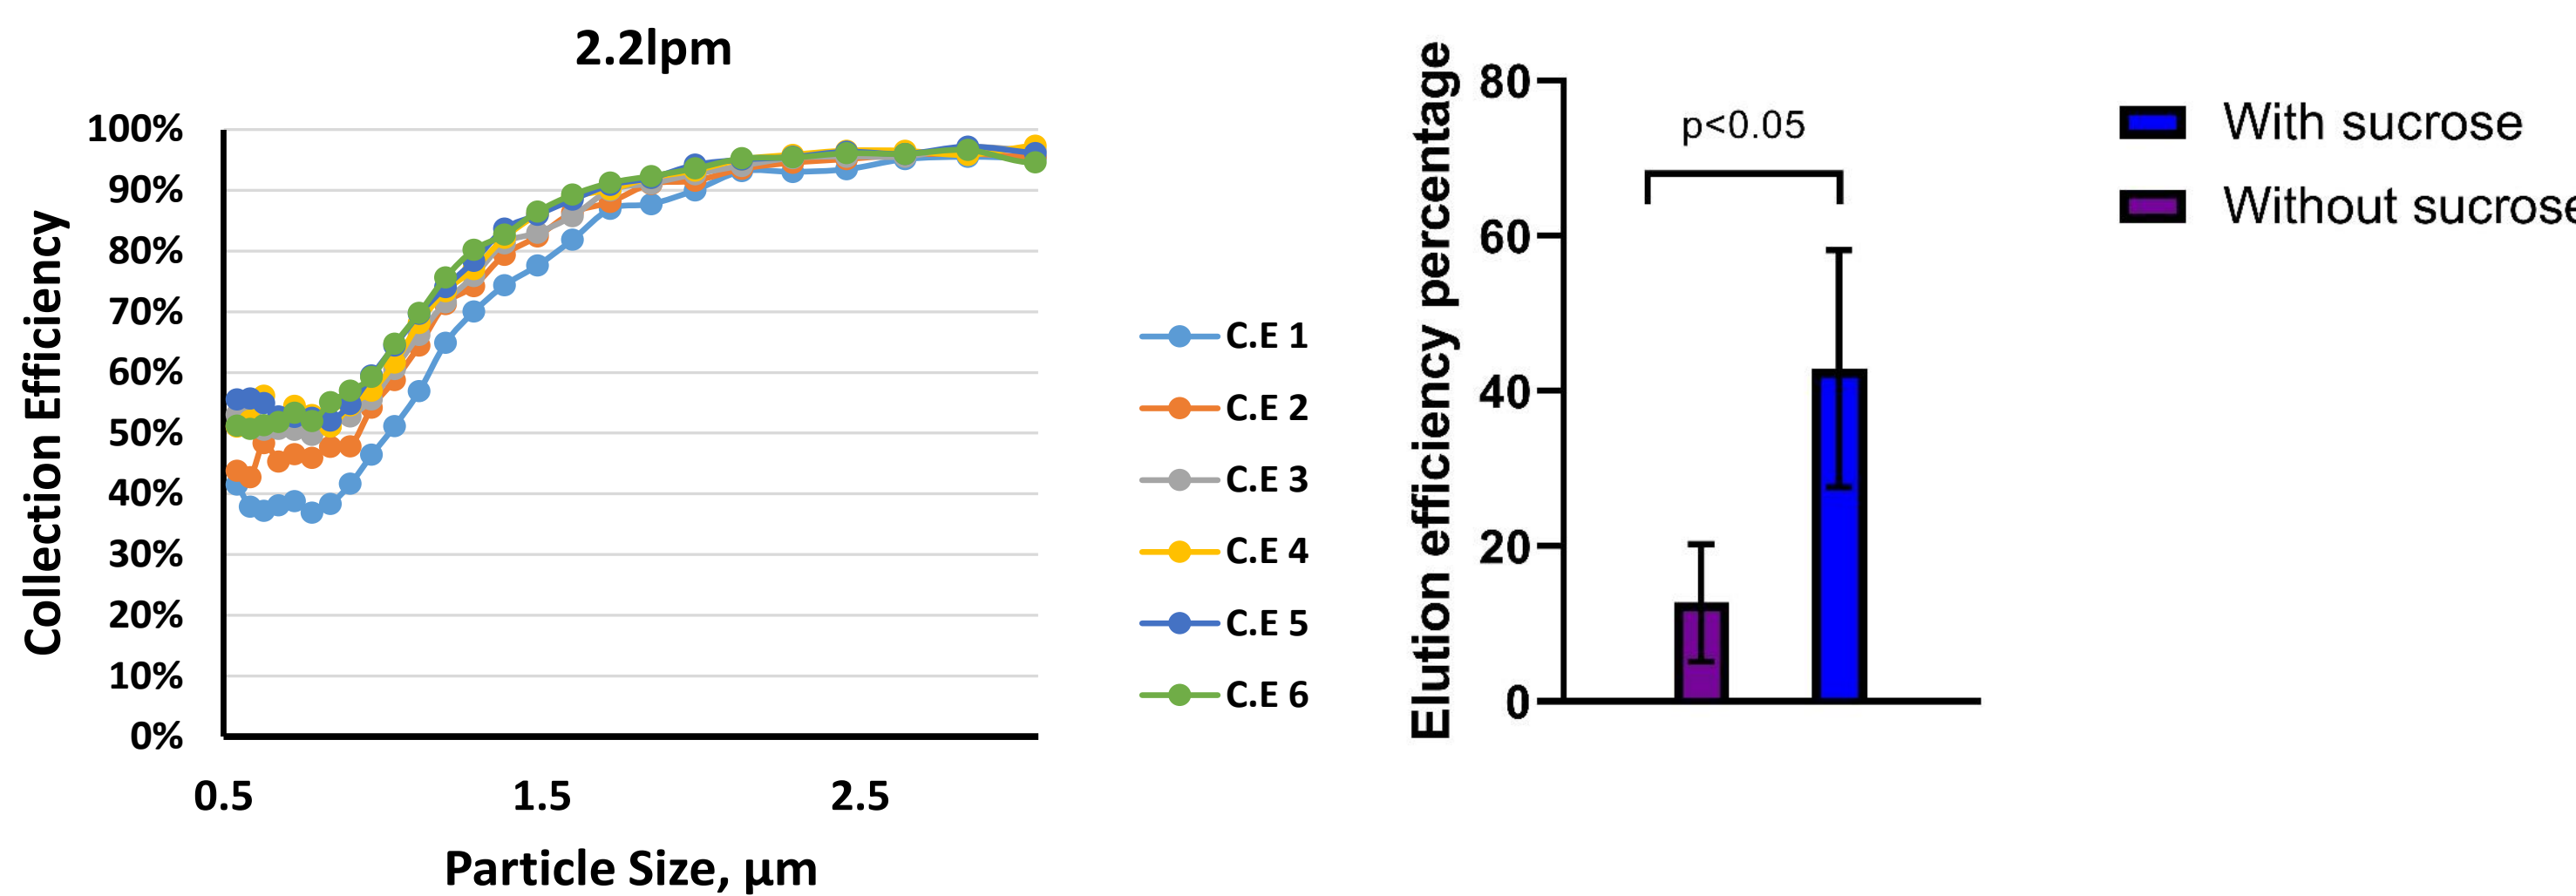 2.2lpm
Collection Efficiency
100%
90%
80%
70%
60%
50%
40%
30%
20%
10%
0%
0.5
1.5
2.5
Particle Size, μm
C.E 1
C.E 2
C.E 3
C.E 4
C.E 5
C.E 6
Elution efficiency percentage
80
60
40
20
0
p<0.05
With sucrose
Without sucrose